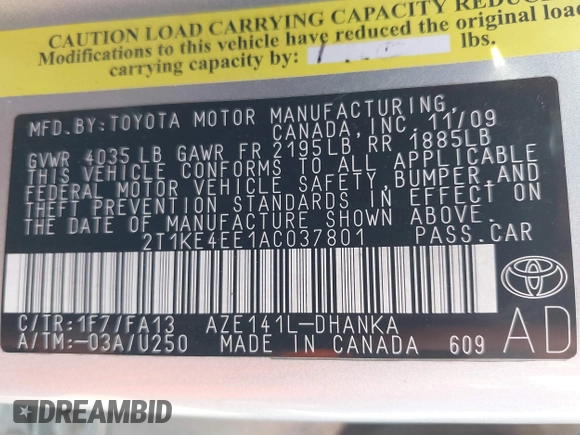 CAUTION LOAD CARRYING CAPACITY REDUCED
Modifications to this vehicle have reduced the original load
carrying capacity by: lbs.
MFD. BY: TOYOTA MOTOR MANUFACTURING,
CANADA, INC. 11/09
GVWR 4035 LB GAWR FR 2195LB, RR 1885LB
THIS VEHICLE CONFORMS TO ALL APPLICABLE
FEDERAL MOTOR VEHICLE SAFETY, BUMPER, AND
THEFT PREVENTION STANDARDS IN EFFECT ON
THE DATE OF MANUFACTURE SHOWN ABOVE.
2T1KE4EE1AC037801 PASS.CAR
C/TR:1F7/FA13 AZE141L-DHANKA
A/TM:-03A/U250 MADE IN CANADA 609
TOYOTA
AD
DREAMBID